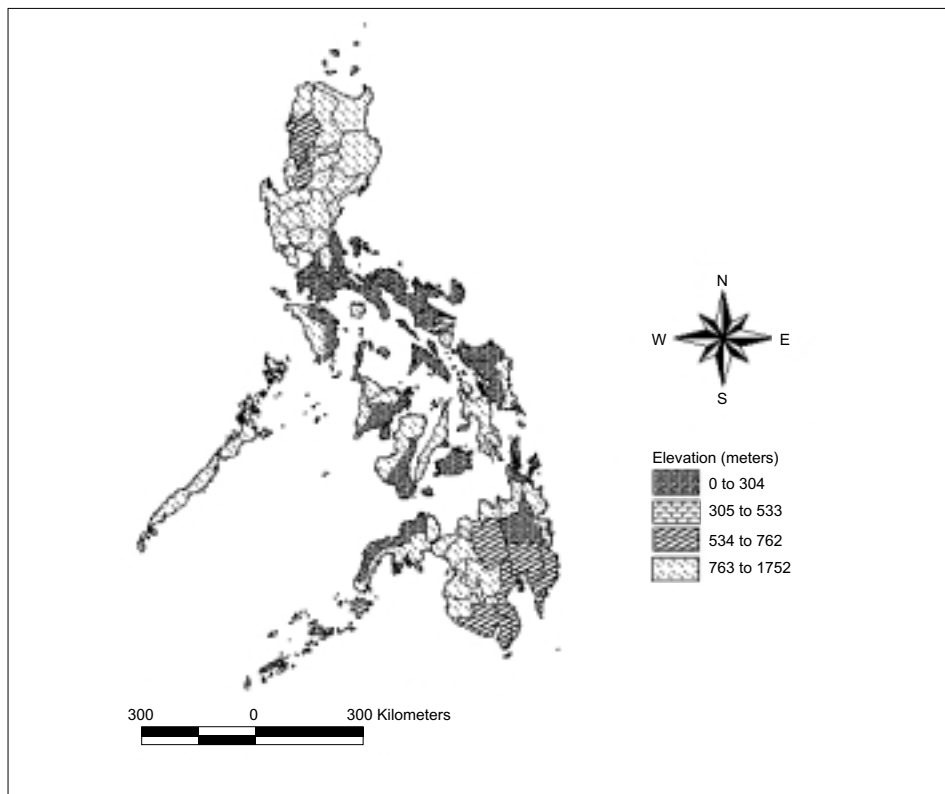 N
W E
S
Elevation (meters)
0 to 304
305 to 533
534 to 762
763 to 1752
300 0 300 Kilometers